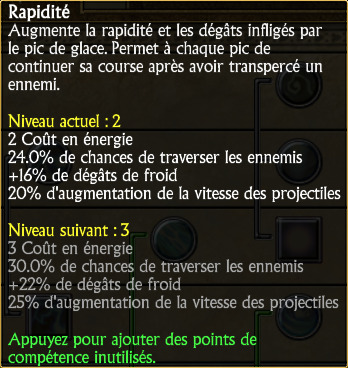 Rapidité
Augmente la rapidité et les dégâts infligés par
le pic de glace. Permet à chaque pic de
continuer sa course après avoir transpercé un
ennemi.
Niveau actuel : 2
2 Coût en énergie
24.0% de chances de traverser les ennemis
+16% de dégâts de froid
20% d'augmentation de la vitesse des projectiles
Niveau suivant : 3
3 Coût en énergie
30.0% de chances de traverser les ennemis
+22% de dégâts de froid
25% d'augmentation de la vitesse des projectiles
Appuyez pour ajouter des points de
compétence inutilisés.